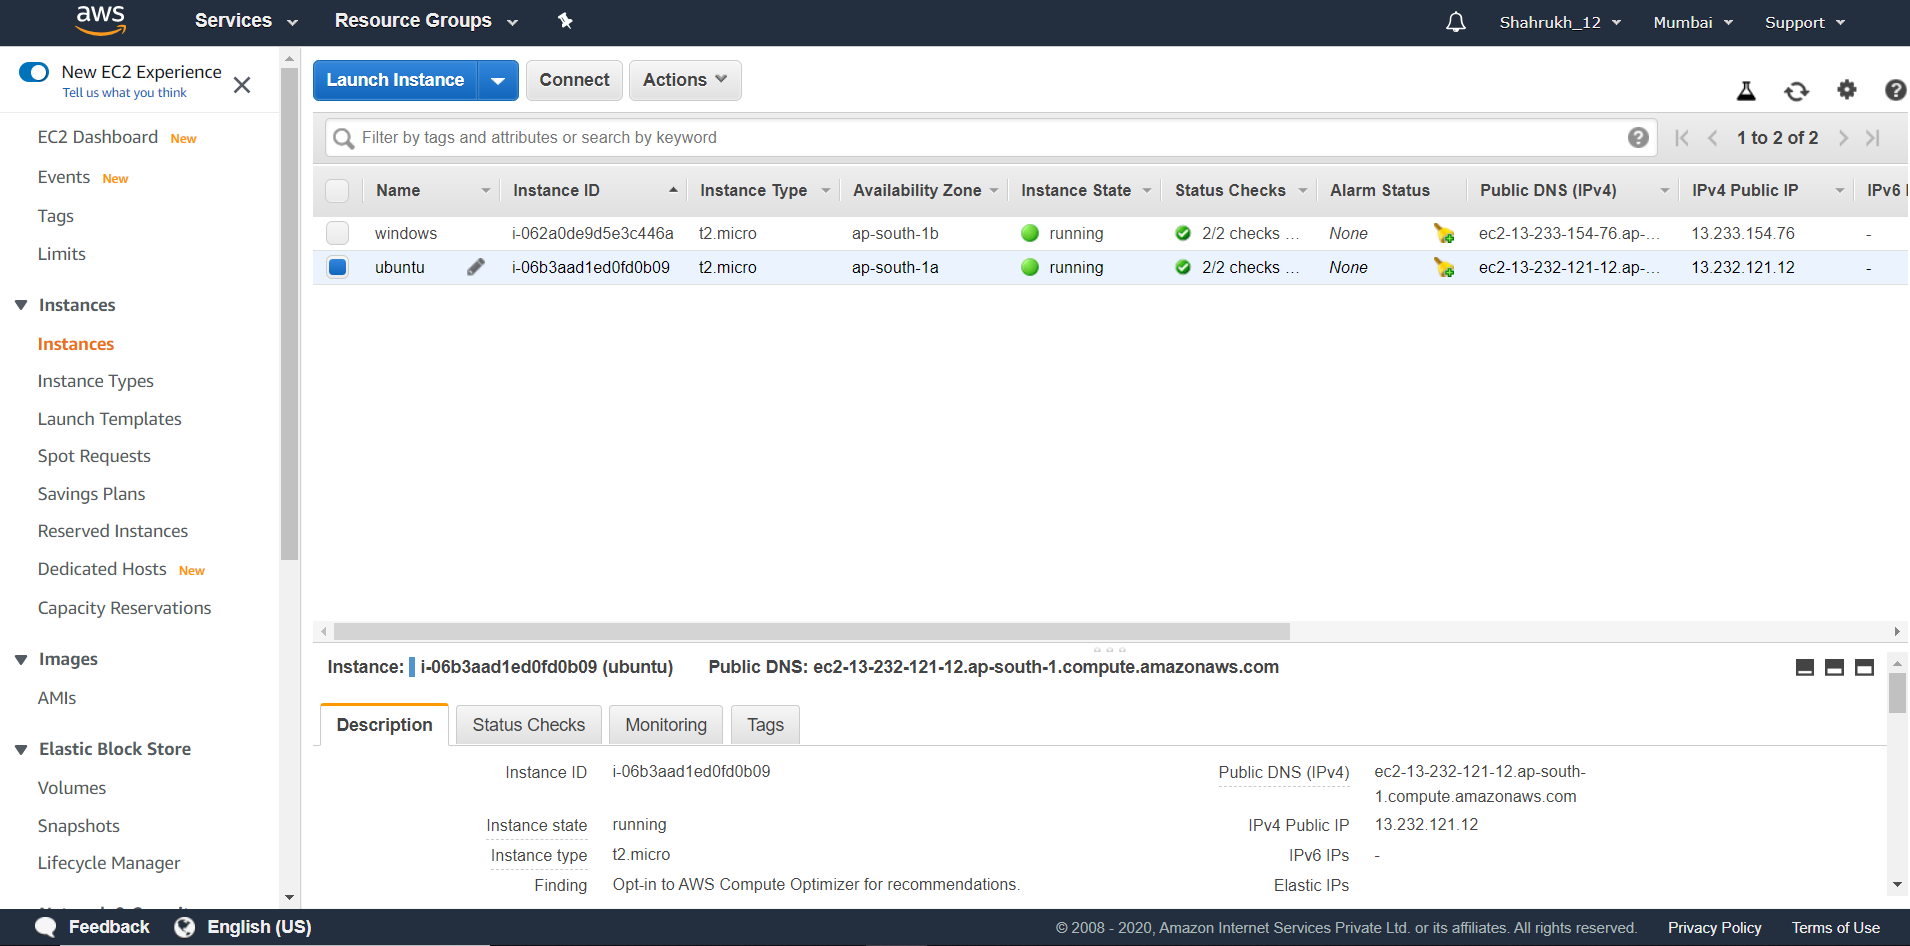 aws Services Resource Groups Shahrukh_12 Mumbai Support
New EC2 Experience
Tell us what you think
EC2 Dashboard New
Events New
Tags
Limits
Instances
Instances
Instance Types
Launch Templates
Spot Requests
Savings Plans
Reserved Instances
Dedicated Hosts New
Capacity Reservations
Images
AMIs
Elastic Block Store
Volumes
Snapshots
Lifecycle Manager
Launch Instance Connect Actions
Filter by tags and attributes or search by keyword 1 to 2 of 2
Name Instance ID Instance Type Availability Zone Instance State Status Checks Alarm Status Public DNS (IPv4) IPv4 Public IP IPv6
windows i-062a0de9d5e3c446a t2.micro ap-south-1b running 2/2 checks ... None ec2-13-233-154-76.ap-... 13.233.154.76 -
ubuntu i-06b3aad1ed0fd0b09 t2.micro ap-south-1a running 2/2 checks ... None ec2-13-232-121-12.ap-... 13.232.121.12 -
Instance: i-06b3aad1ed0fd0b09 (ubuntu) Public DNS: ec2-13-232-121-12.ap-south-1.compute.amazonaws.com
Description Status Checks Monitoring Tags
Instance ID i-06b3aad1ed0fd0b09
Instance state running
Instance type t2.micro
Finding Opt-in to AWS Compute Optimizer for recommendations.
Public DNS (IPv4) ec2-13-232-121-12.ap-south-
1.compute.amazonaws.com
IPv4 Public IP 13.232.121.12
IPv6 IPs -
Elastic IPs
Feedback English (US) © 2008 - 2020, Amazon Internet Services Private Ltd. or its affiliates. All rights reserved. Privacy Policy Terms of Use